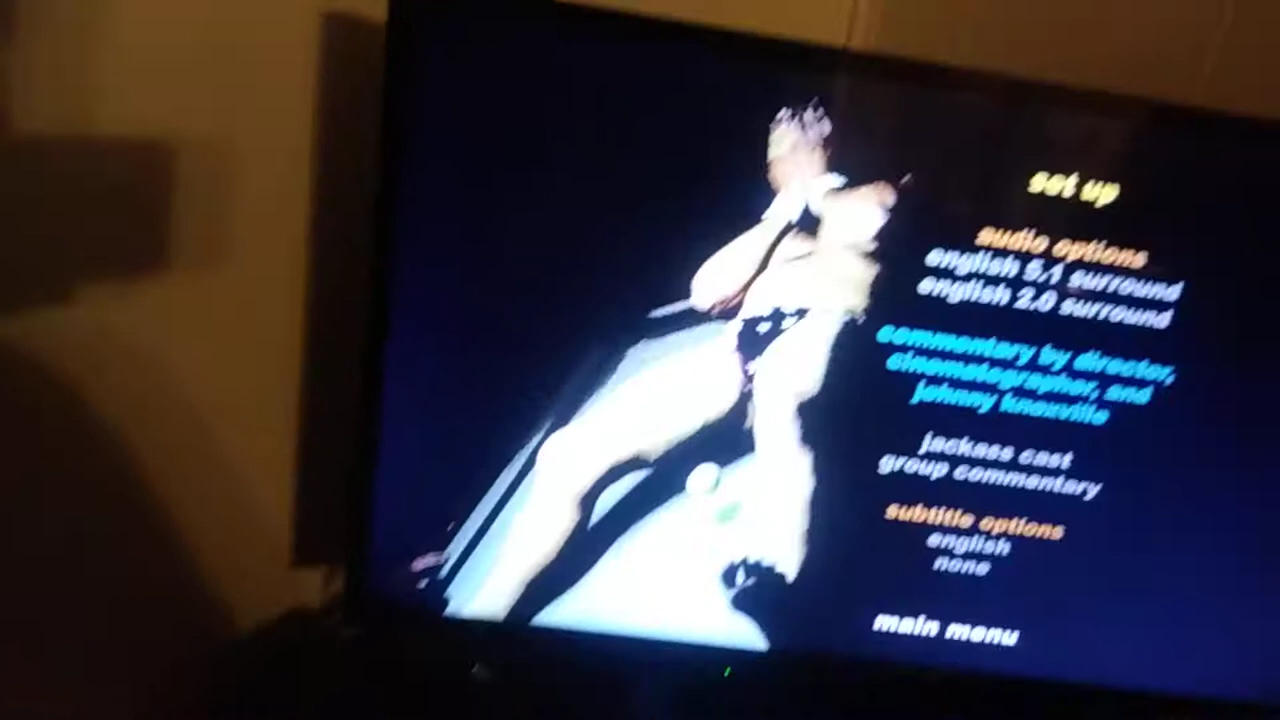 set up
audio options
english 5.1 surround
english 2.0 surround
commentary by director,
cinematographer, and
johnny knoxville
jackass cast
group commentary
subtitle options
english
none
main menu